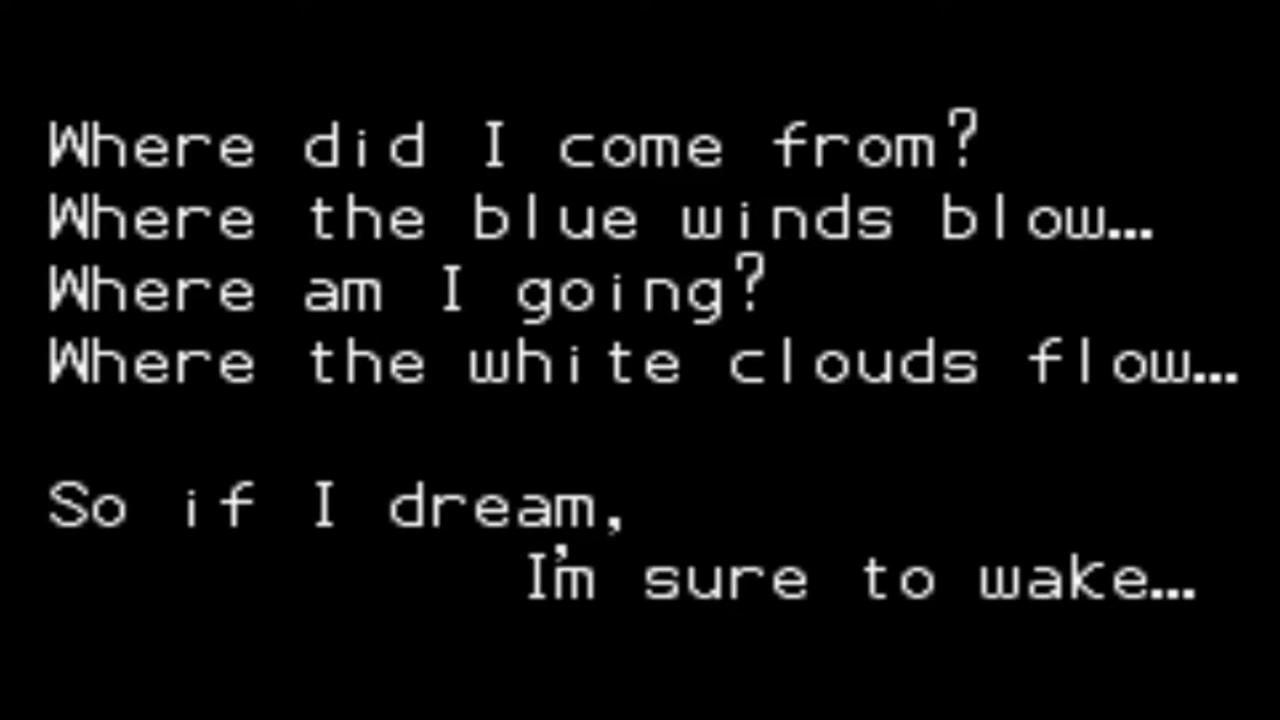 Where did I come from?
Where the blue winds blow...
Where am I going?
Where the white clouds flow...
So if I dream,
I'm sure to wake...